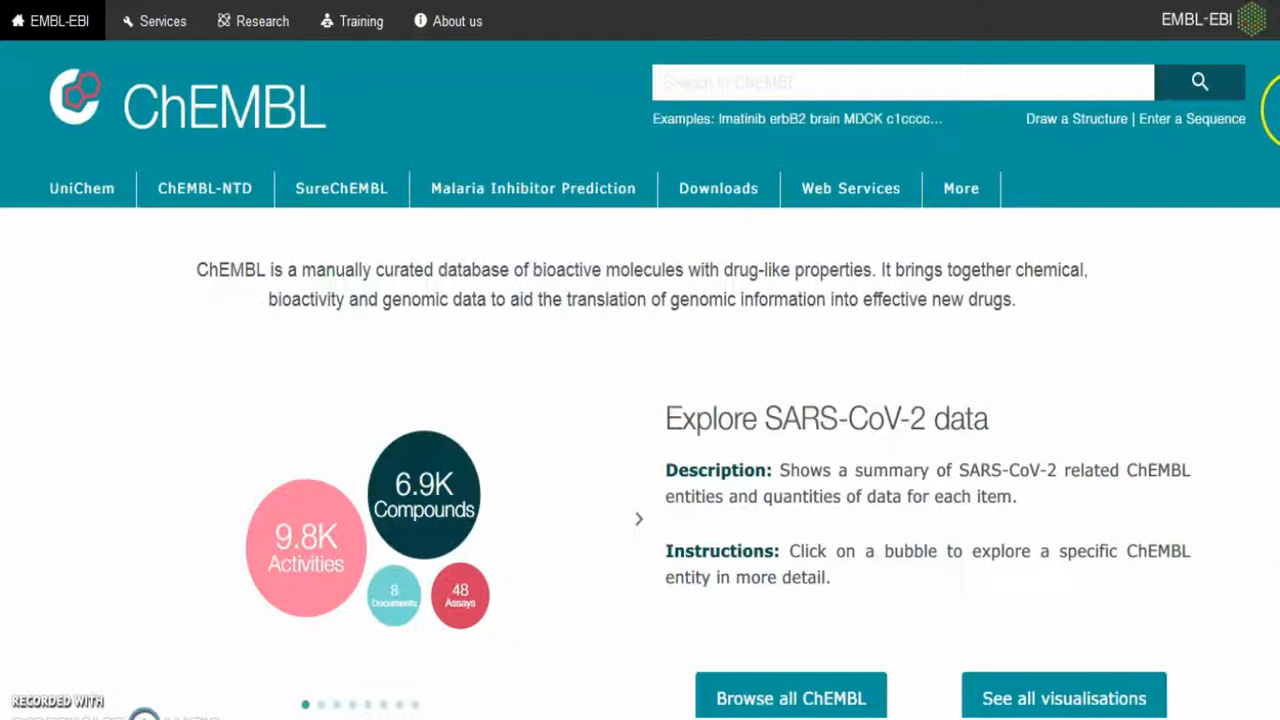 EMBL-EBI Services Research Training About us EMBL-EBI
ChEMBL
Search in ChEMBL
Examples: Imatinib erbB2 brain MDCK c1cccc... Draw a Structure | Enter a Sequence
UniChem ChEMBL-NTD SureChEMBL Malaria Inhibitor Prediction Downloads Web Services More
ChEMBL is a manually curated database of bioactive molecules with drug-like properties. It brings together chemical,
bioactivity and genomic data to aid the translation of genomic information into effective new drugs.
Explore SARS-CoV-2 data
Description: Shows a summary of SARS-CoV-2 related ChEMBL
entities and quantities of data for each item.
Instructions: Click on a bubble to explore a specific ChEMBL
entity in more detail.
6.9K
Compounds
9.8K
Activities
8
Documents
48
Assays
Browse all ChEMBL See all visualisations
RECORDED WITH